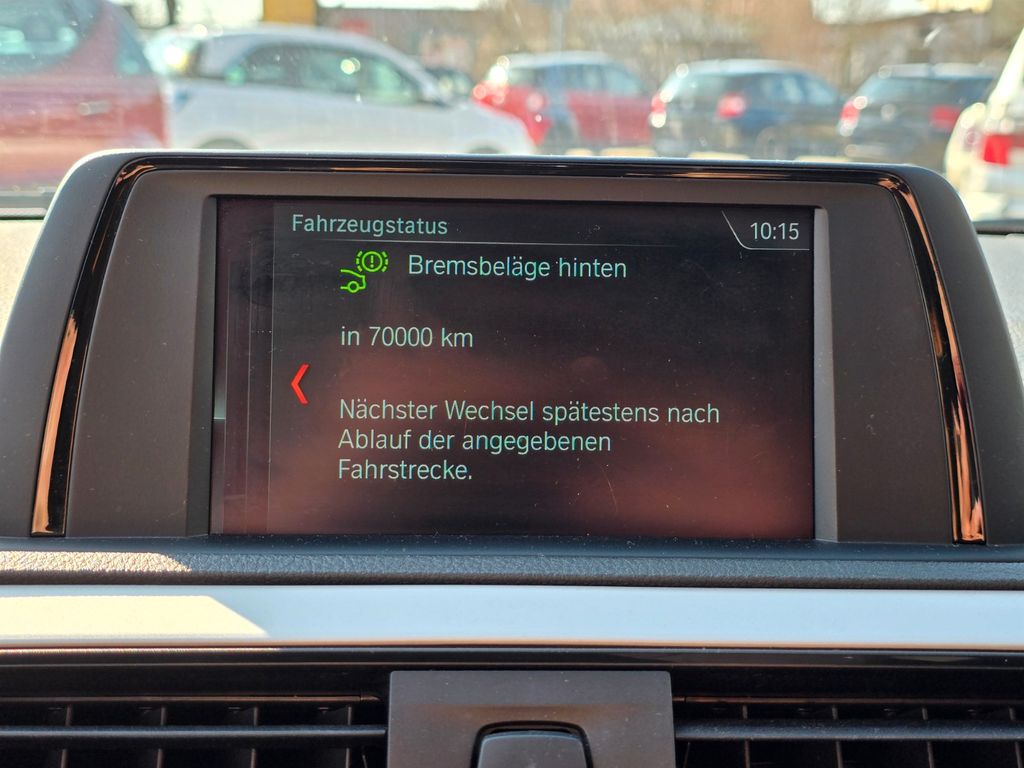 Fahrzeugstatus
10:15
Bremsbeläge hinten
in 70000 km
Nächster Wechsel spätestens nach
Ablauf der angegebenen
Fahrstrecke.